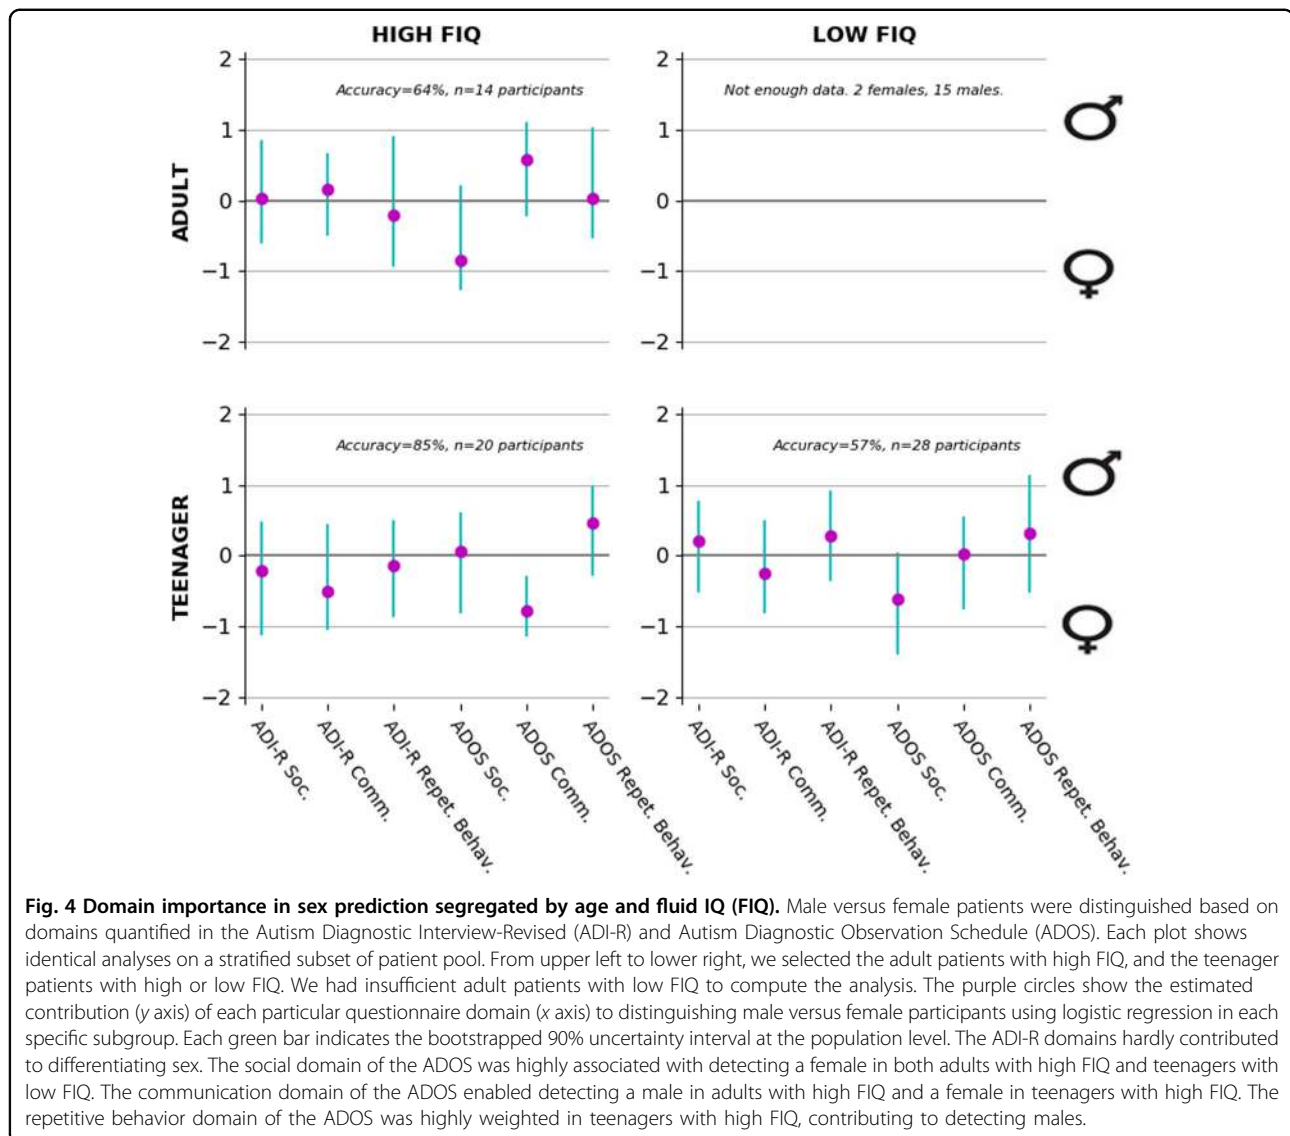 HIGH FIQ
LOW FIQ
ADULT
2
1
0
−1
−2
Accuracy=64%, n=14 participants
2
1
0
−1
−2
Not enough data. 2 females, 15 males.
TEENAGER
2
1
0
−1
−2
Accuracy=85%, n=20 participants
2
1
0
−1
−2
Accuracy=57%, n=28 participants
ADI-R Soc.
ADI-R Comm.
ADI-R Repet. Behav.
ADOS Soc.
ADOS Comm.
ADOS Repet. Behav.
ADI-R Soc.
ADI-R Comm.
ADI-R Repet. Behav.
ADOS Soc.
ADOS Comm.
ADOS Repet. Behav.
Fig. 4 Domain importance in sex prediction segregated by age and fluid IQ (FIQ). Male versus female patients were distinguished based on
domains quantified in the Autism Diagnostic Interview-Revised (ADI-R) and Autism Diagnostic Observation Schedule (ADOS). Each plot shows
identical analyses on a stratified subset of patient pool. From upper left to lower right, we selected the adult patients with high FIQ, and the teenager
patients with high or low FIQ. We had insufficient adult patients with low FIQ to compute the analysis. The purple circles show the estimated
contribution (y axis) of each particular questionnaire domain (x axis) to distinguishing male versus female participants using logistic regression in each
specific subgroup. Each green bar indicates the bootstrapped 90% uncertainty interval at the population level. The ADI-R domains hardly contributed
to differentiating sex. The social domain of the ADOS was highly associated with detecting a female in both adults with high FIQ and teenagers with
low FIQ. The communication domain of the ADOS enabled detecting a male in adults with high FIQ and a female in teenagers with high FIQ. The
repetitive behavior domain of the ADOS was highly weighted in teenagers with high FIQ, contributing to detecting males.